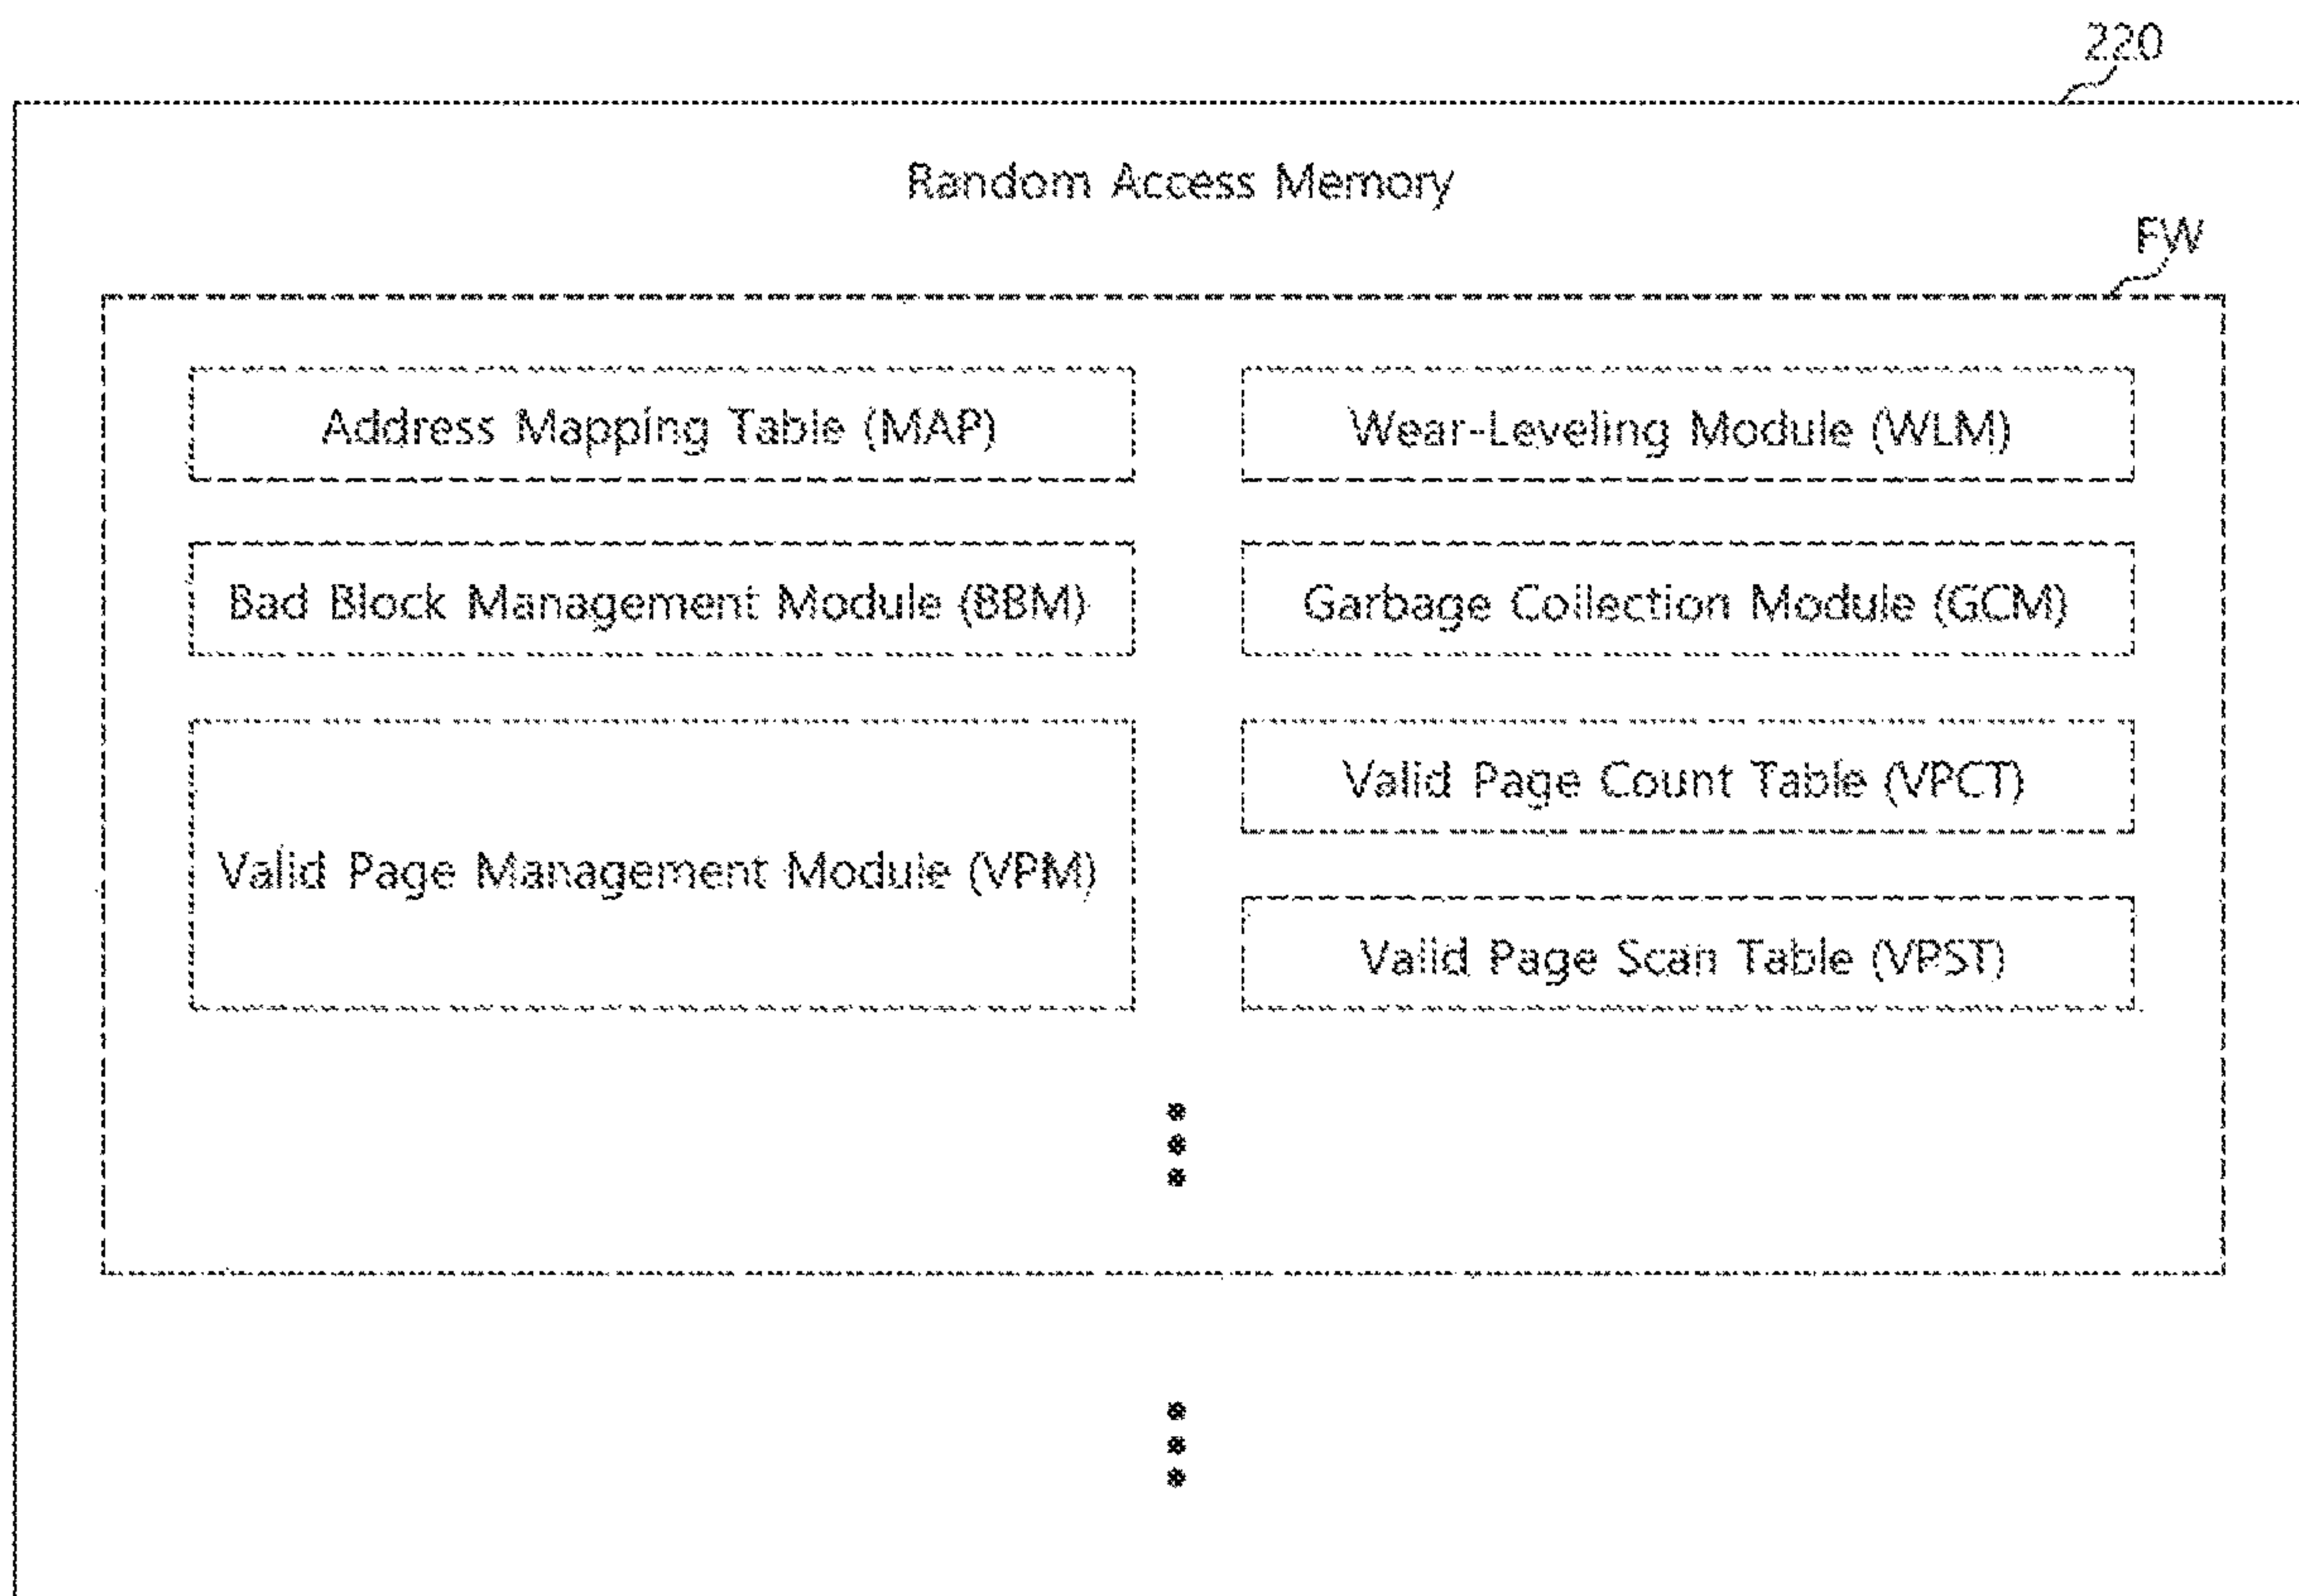 220
Random Access Memory
FW
Address Mapping Table (MAP)
Wear-Leveling Module (WLM)
Bad Block Management Module (BBM)
Garbage Collection Module (GCM)
Valid Page Management Module (VPM)
Valid Page Count Table (VPCT)
Valid Page Scan Table (VPST)